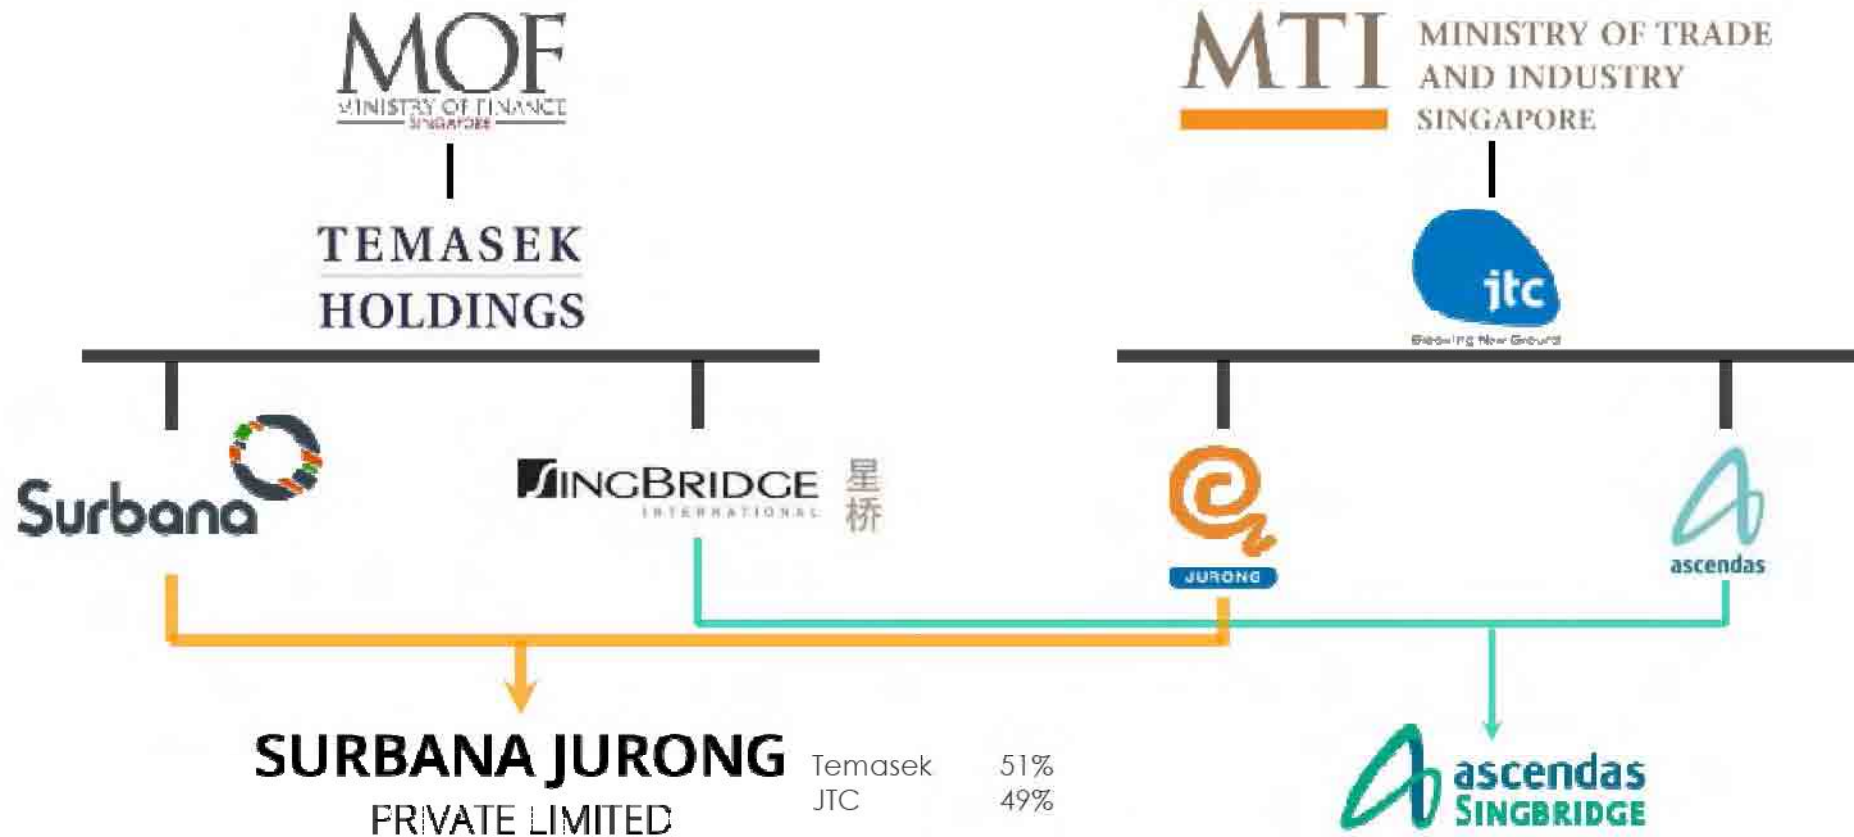 MOF
MINISTRY OF FINANCE
SINGAPORE
MTI
MINISTRY OF TRADE
AND INDUSTRY
SINGAPORE
TEMASEK
HOLDINGS
jtc
Surbana
SINGBRIDGE
INTERNATIONAL
星
桥
JURONG
ascendas
SURBANA JURONG
PRIVATE LIMITED
Temasek 51%
JTC 49%
ascendas
SINGBRIDGE